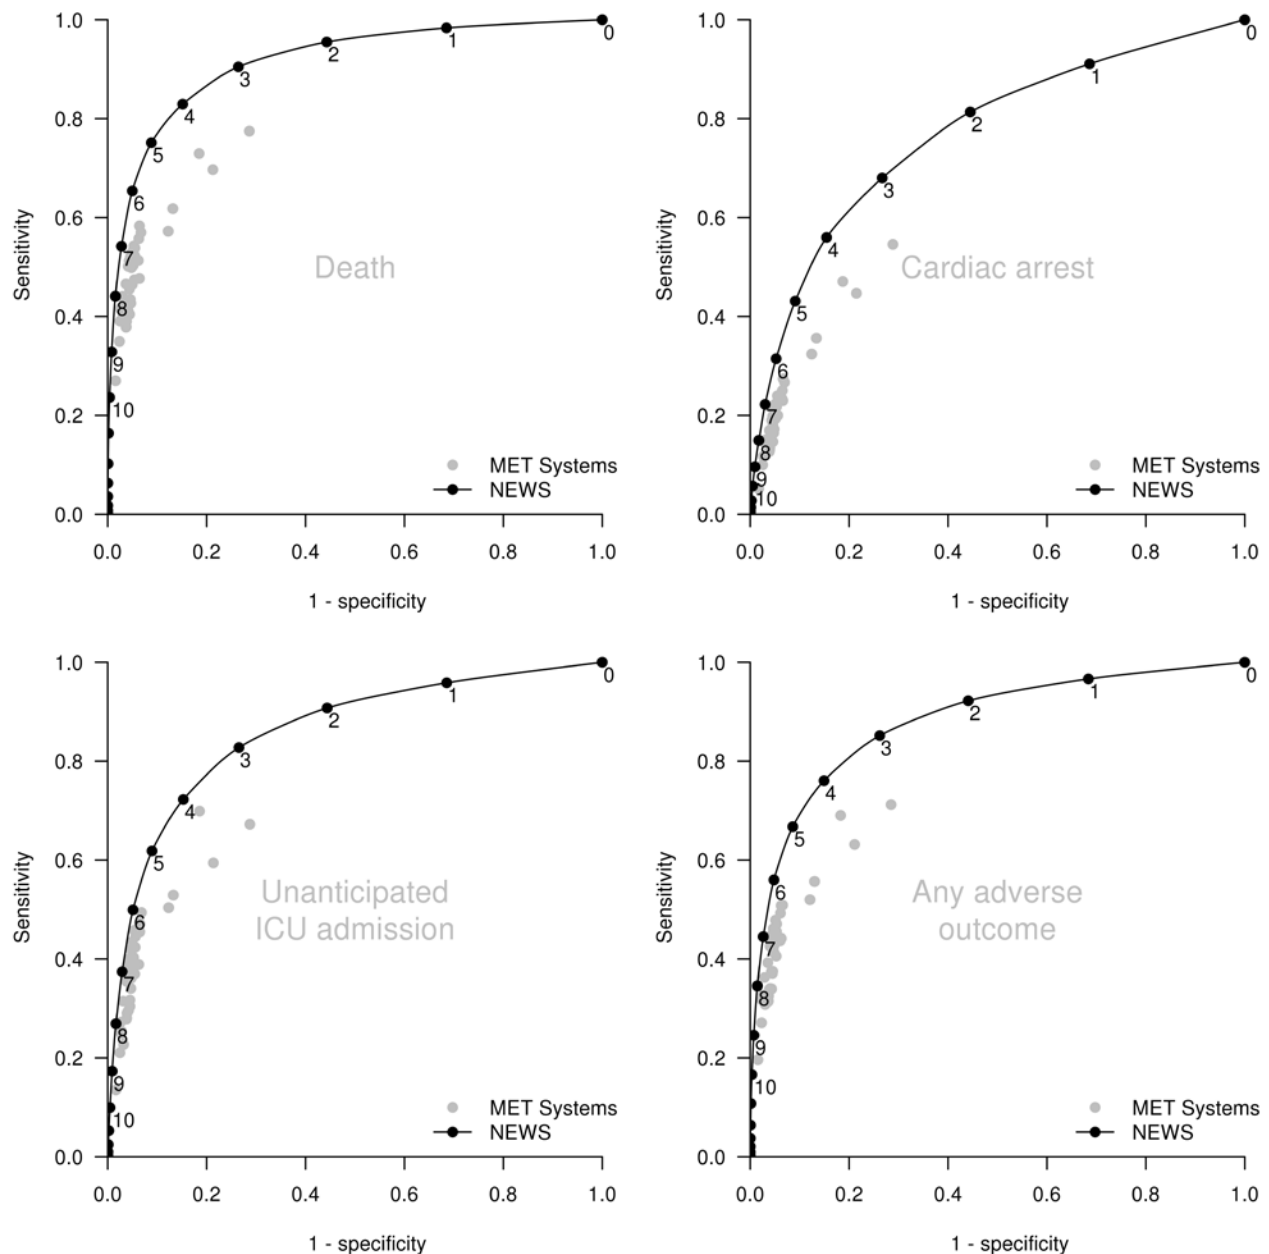 1.0
0.8
0.6
0.4
0.2
0.0
Sensitivity
0
1
2
3
4
5
6
7
8
9
10
Death
MET Systems
NEWS
0.0 0.2 0.4 0.6 0.8 1.0
1 - specificity
1.0
0.8
0.6
0.4
0.2
0.0
Sensitivity
0
1
2
3
4
5
6
7
8
9
10
Cardiac arrest
MET Systems
NEWS
0.0 0.2 0.4 0.6 0.8 1.0
1 - specificity
1.0
0.8
0.6
0.4
0.2
0.0
Sensitivity
0
1
2
3
4
5
6
7
8
9
10
Unanticipated
ICU admission
MET Systems
NEWS
0.0 0.2 0.4 0.6 0.8 1.0
1 - specificity
1.0
0.8
0.6
0.4
0.2
0.0
Sensitivity
0
1
2
3
4
5
6
7
8
9
10
Any adverse
outcome
MET Systems
NEWS
0.0 0.2 0.4 0.6 0.8 1.0
1 - specificity